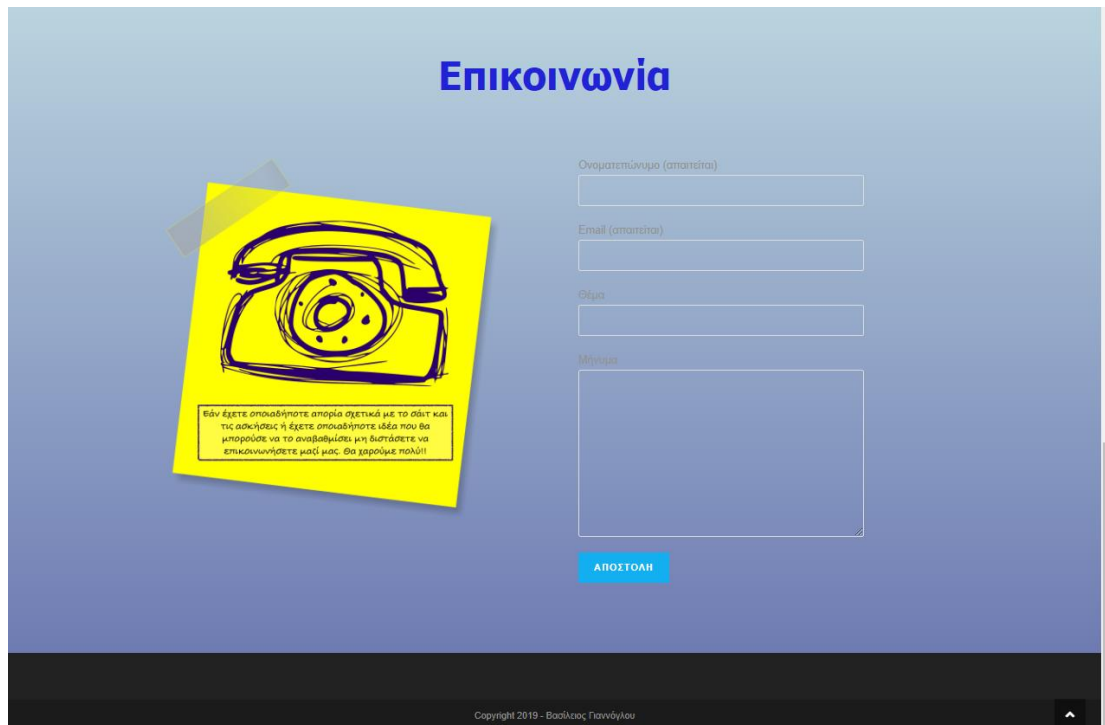 Επικοινωνία
Ονοματεπώνυμο (απαιτείται)
Email (απαιτείται)
Θέμα
Μήνυμα
Εάν έχετε οποιαδήποτε απορία σχετικά με το σάιτ και
τις ασκήσεις ή έχετε οποιαδήποτε ιδέα που θα
μπορούσε να το αναβαθμίσει μη διστάσετε να
επικοινωνήσετε μαζί μας. Θα χαρούμε πολύ!!
ΑΠΟΣΤΟΛΗ
Copyright 2019 - Βασίλειος Γιαννόγλου